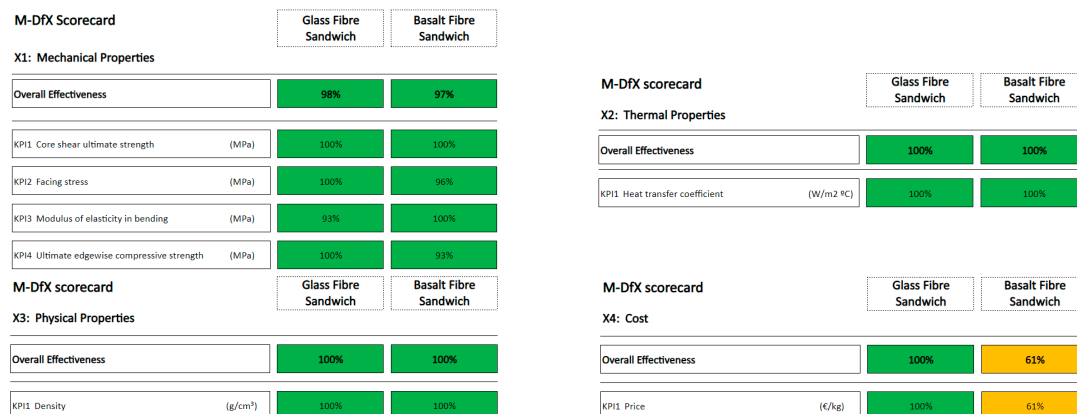 M-DfX Scorecard
Glass Fibre Sandwich
Basalt Fibre Sandwich
X1: Mechanical Properties
Overall Effectiveness 98% 97%
KPI1 Core shear ultimate strength (MPa) 100% 100%
KPI2 Facing stress (MPa) 100% 96%
KPI3 Modulus of elasticity in bending (MPa) 93% 100%
KPI4 Ultimate edgewise compressive strength (MPa) 100% 93%
M-DfX scorecard
Glass Fibre Sandwich
Basalt Fibre Sandwich
X2: Thermal Properties
Overall Effectiveness 100% 100%
KPI1 Heat transfer coefficient (W/m2 ºC) 100% 100%
M-DfX scorecard
Glass Fibre Sandwich
Basalt Fibre Sandwich
X3: Physical Properties
Overall Effectiveness 100% 100%
KPI1 Density (g/cm³) 100% 100%
M-DfX scorecard
Glass Fibre Sandwich
Basalt Fibre Sandwich
X4: Cost
Overall Effectiveness 100% 61%
KPI1 Price (€/kg) 100% 61%